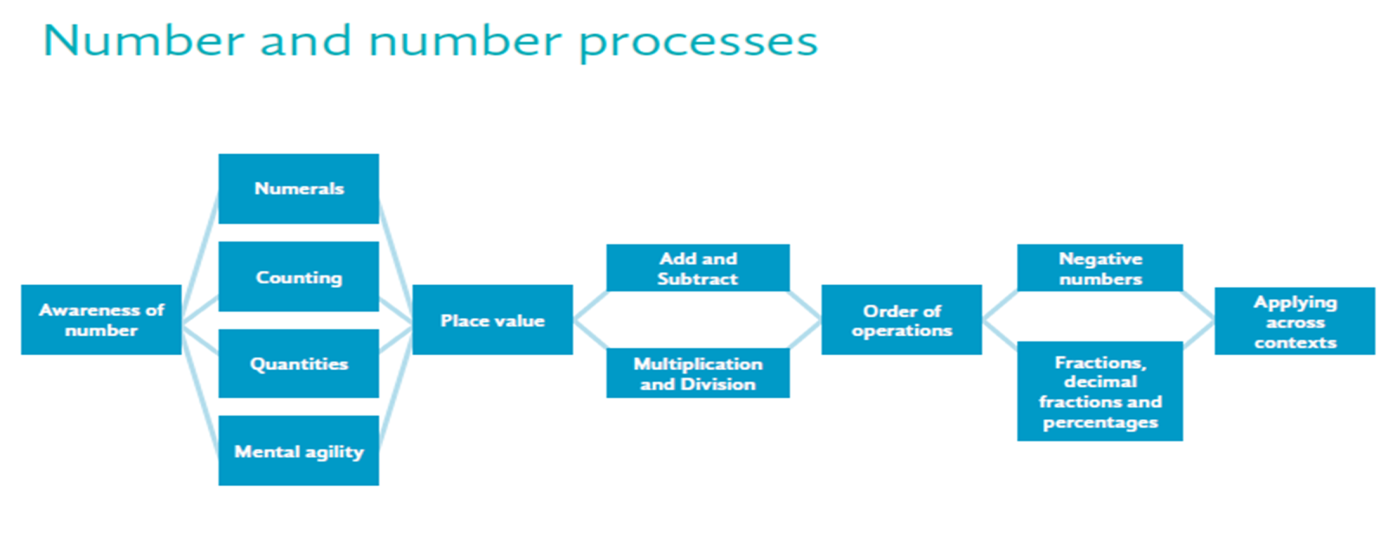 Number and number processes
Numerals
Counting
Quantities
Mental agility
Awareness of
number
Place value
Add and
Subtract
Multiplication
and Division
Order of
operations
Negative
numbers
Fractions,
decimal
fractions and
percentages
Applying
across
contexts